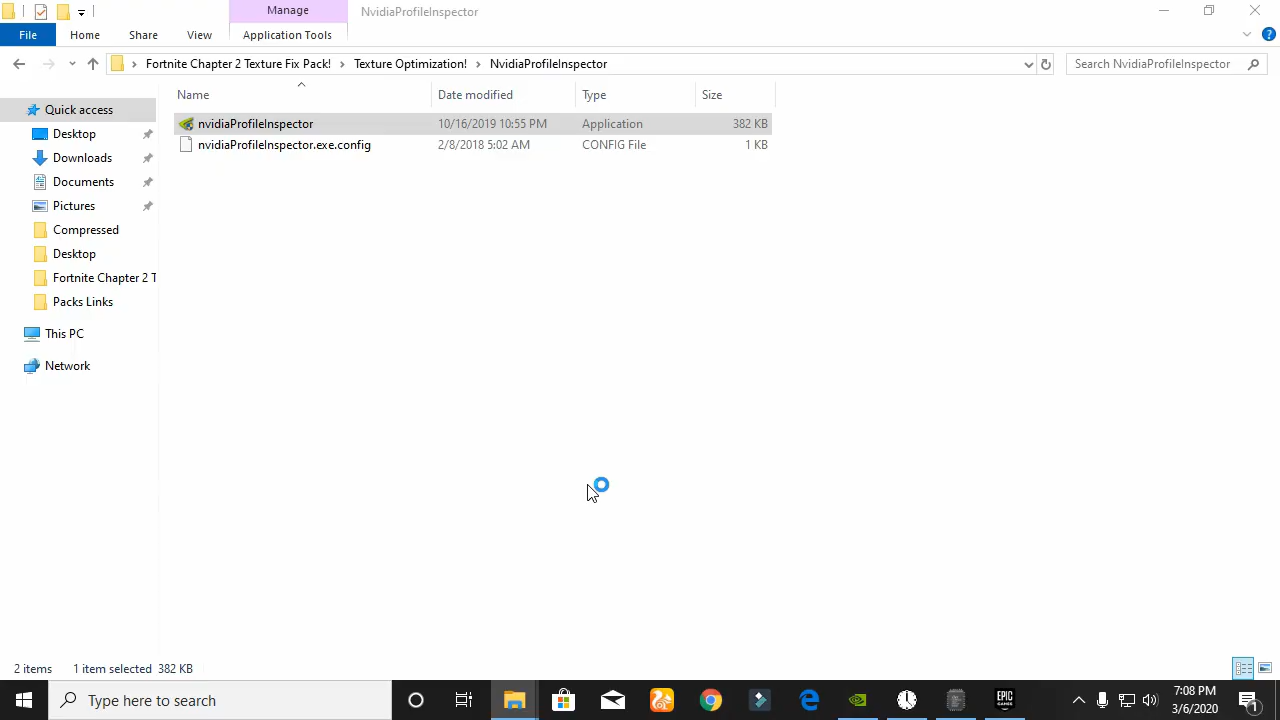 Manage
NvidiaProfileInspector
File
Home
Share
View
Application Tools
Fortnite Chapter 2 Texture Fix Pack! > Texture Optimization! > NvidiaProfileInspector
Search NvidiaProfileInspector
Name
Date modified
Type
Size
Quick access
nvidiaProfileInspector 10/16/2019 10:55 PM Application 382 KB
nvidiaProfileInspector.exe.config 2/8/2018 5:02 AM CONFIG File 1 KB
Desktop
Downloads
Documents
Pictures
Compressed
Desktop
Fortnite Chapter 2 T
Packs Links
This PC
Network
2 items
1 item selected 382 KB
Type here to search
EPIC
GAMES
7:08 PM
3/6/2020
1